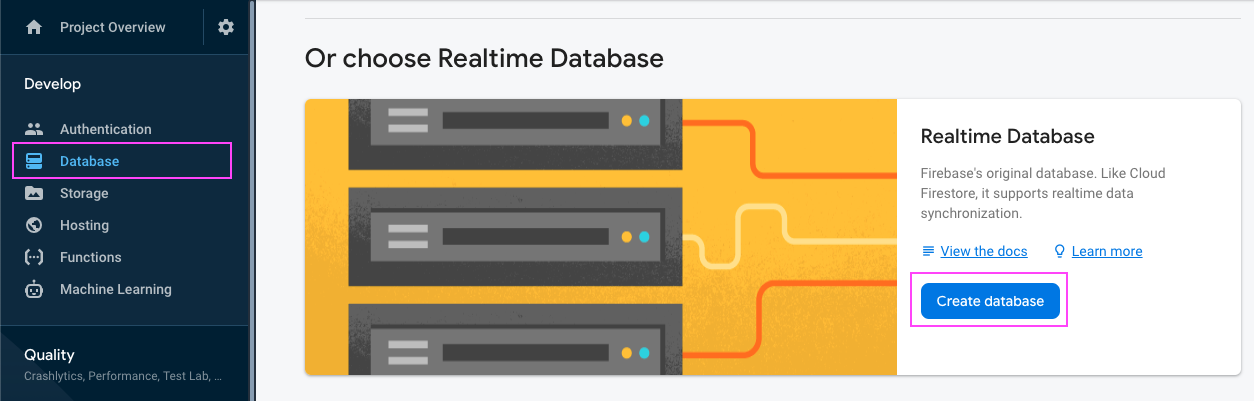 Project Overview
Develop
Authentication
Database
Storage
Hosting
Functions
Machine Learning
Quality
Crashlytics, Performance, Test Lab, ...
Or choose Realtime Database
Realtime Database
Firebase's original database. Like Cloud
Firestore, it supports realtime data
synchronization.
View the docs
Learn more
Create database